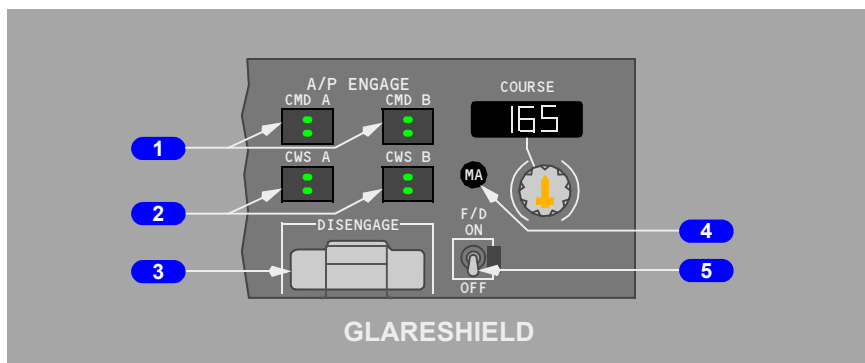 A/P ENGAGE
CMD A CMD B
COURSE
165
1
CWS A CWS B
MA
2
DISENGAGE
F/D
ON
4
3
5
OFF
GLARESHIELD